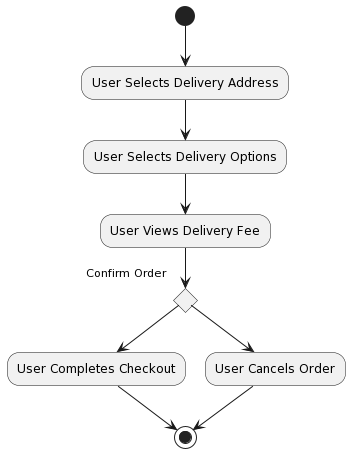 User Selects Delivery Address
User Selects Delivery Options
User Views Delivery Fee
Confirm Order
User Completes Checkout
User Cancels Order